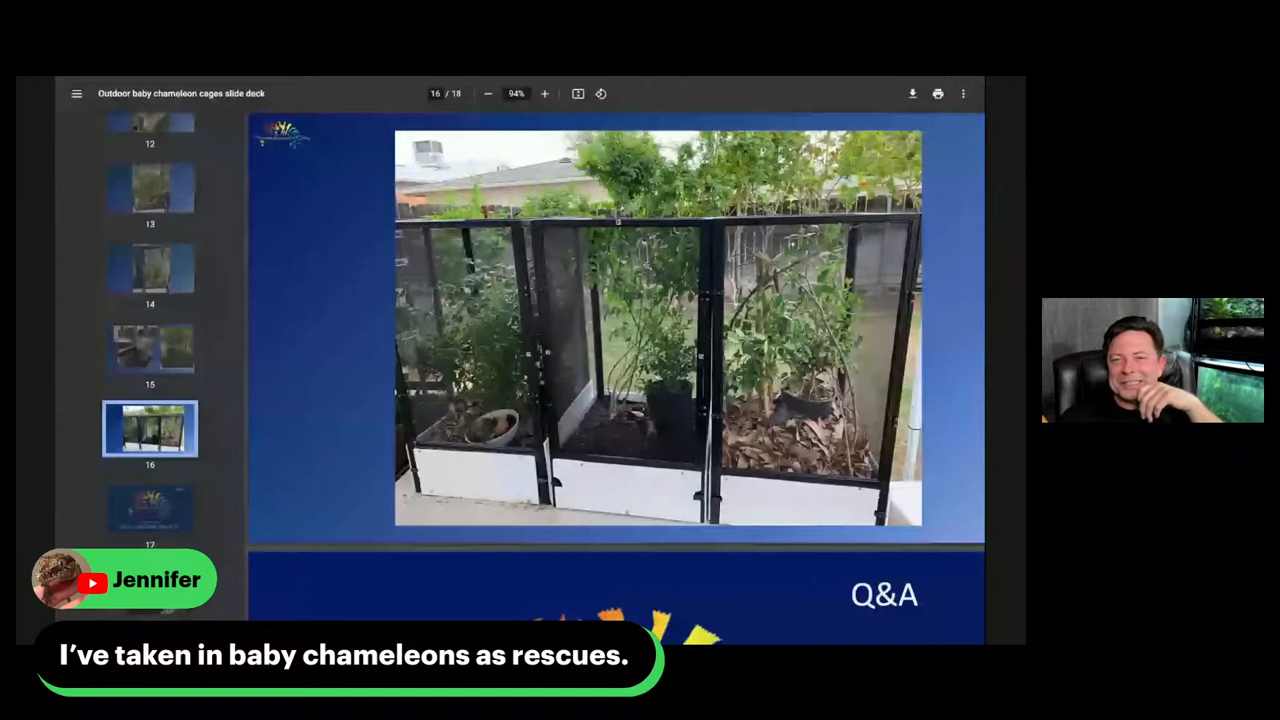 Outdoor baby chameleon cages slide deck
16 / 18
94%
12
13
14
15
16
17
Q&A
Jennifer
I've taken in baby chameleons as rescues.